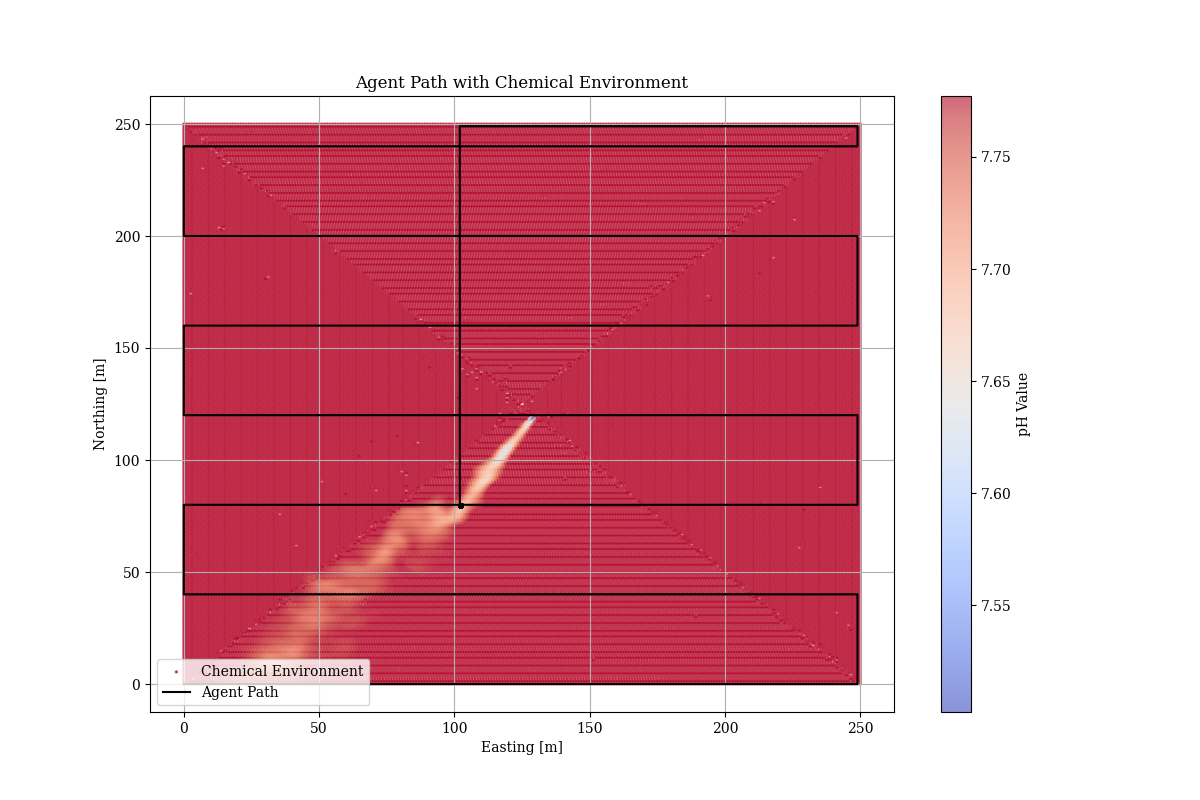 Agent Path with Chemical Environment
250
200
150
100
50
0
Northing [m]
0 50 100 150 200 250
Easting [m]
Chemical Environment
Agent Path
7.75
7.70
7.65
7.60
7.55
pH Value